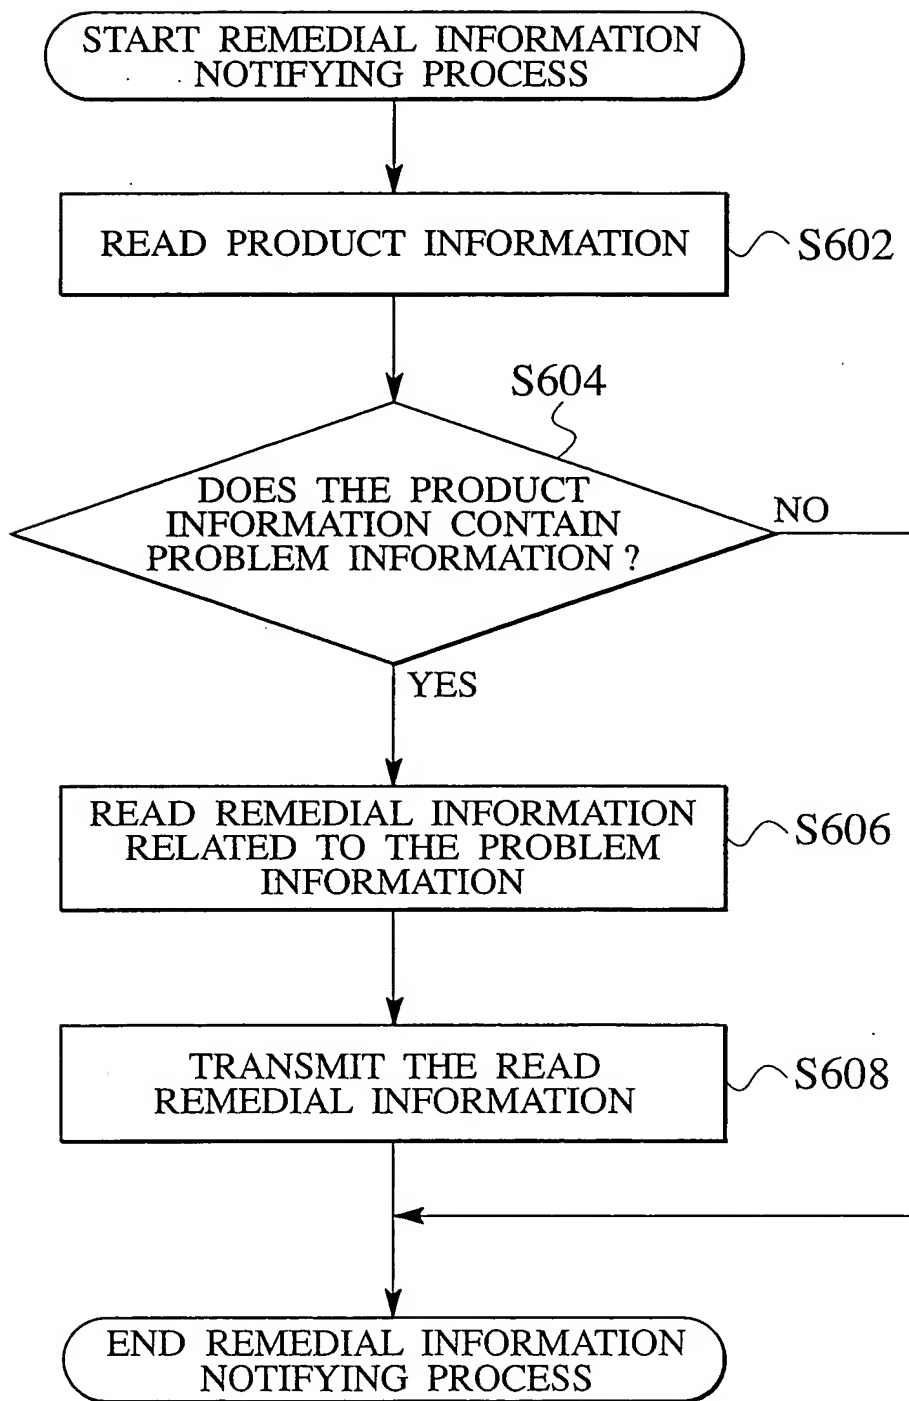 START REMEDIAL INFORMATION
NOTIFYING PROCESS
READ PRODUCT INFORMATION
S602
S604
DOES THE PRODUCT
INFORMATION CONTAIN
PROBLEM INFORMATION ?
NO
YES
READ REMEDIAL INFORMATION
RELATED TO THE PROBLEM
INFORMATION
S606
TRANSMIT THE READ
REMEDIAL INFORMATION
S608
END REMEDIAL INFORMATION
NOTIFYING PROCESS